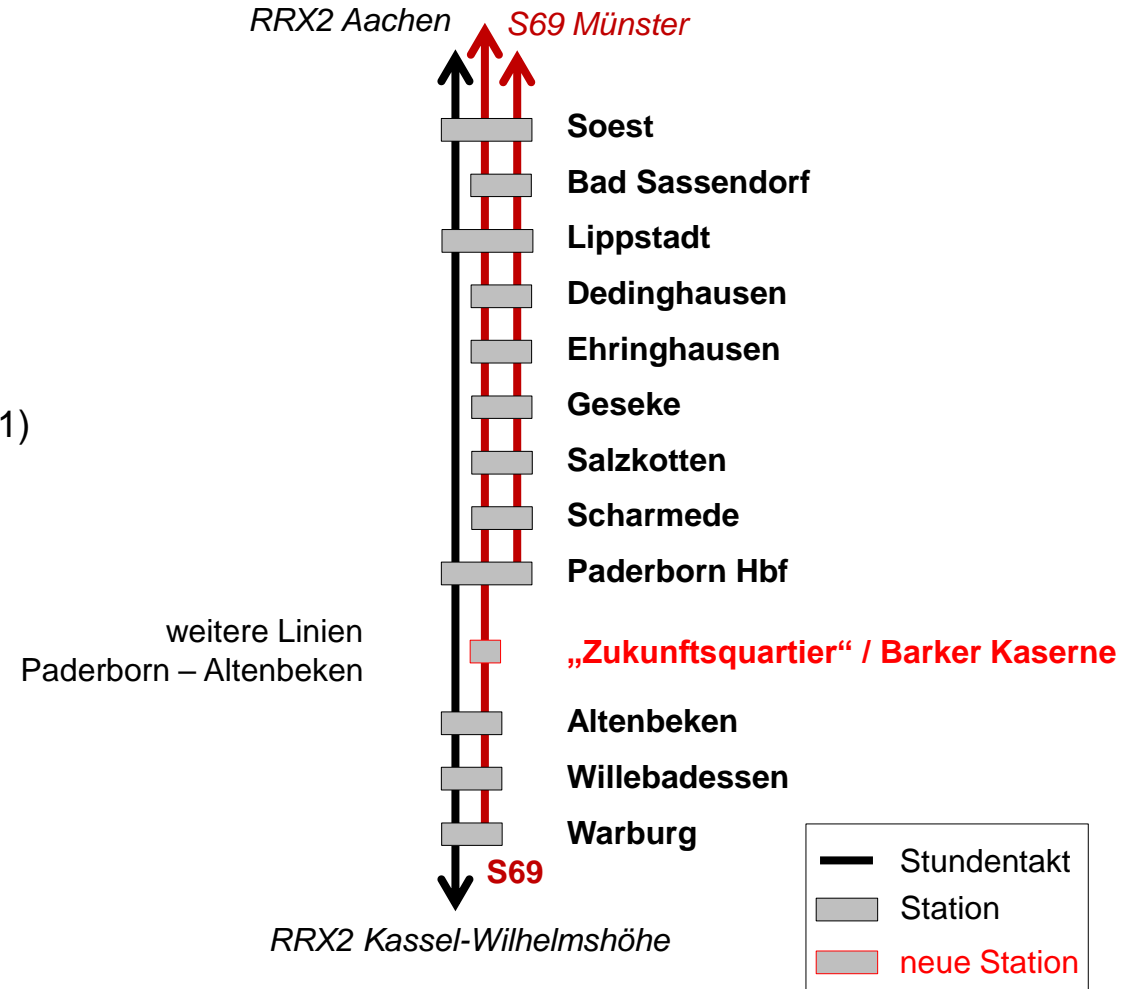 RRX2 Aachen
S69 Münster
Soest
Bad Sassendorf
Lippstadt
Dedinghausen
Ehringhausen
Geseke
1)
Salzkotten
Scharmede
Paderborn Hbf
weitere Linien
Paderborn – Altenbeken
„Zukunftsquartier“ / Barker Kaserne
Altenbeken
Willebadessen
Warburg
S69
RRX2 Kassel-Wilhelmshöhe
Stundentakt
Station
neue Station